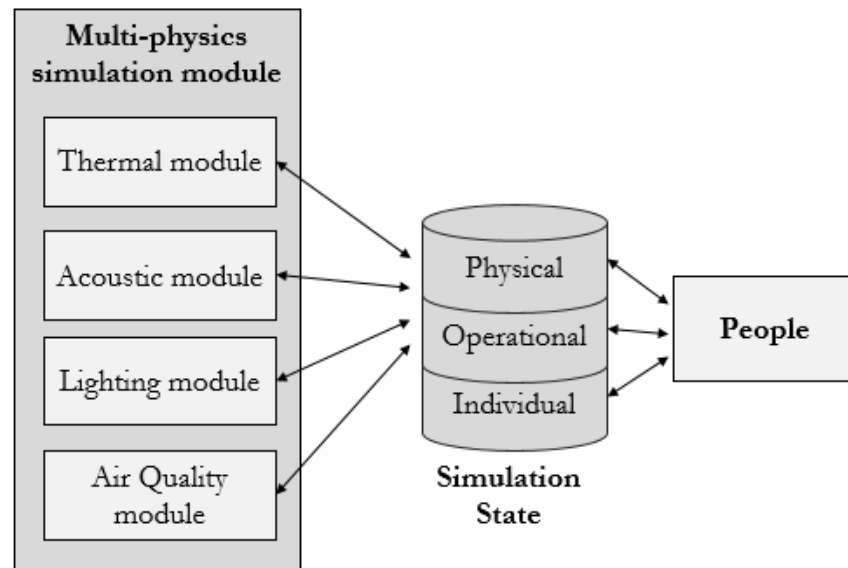 Multi-physics
simulation module
Thermal module
Acoustic module
Lighting module
Air Quality
module
Physical
Operational
Individual
Simulation
State
People